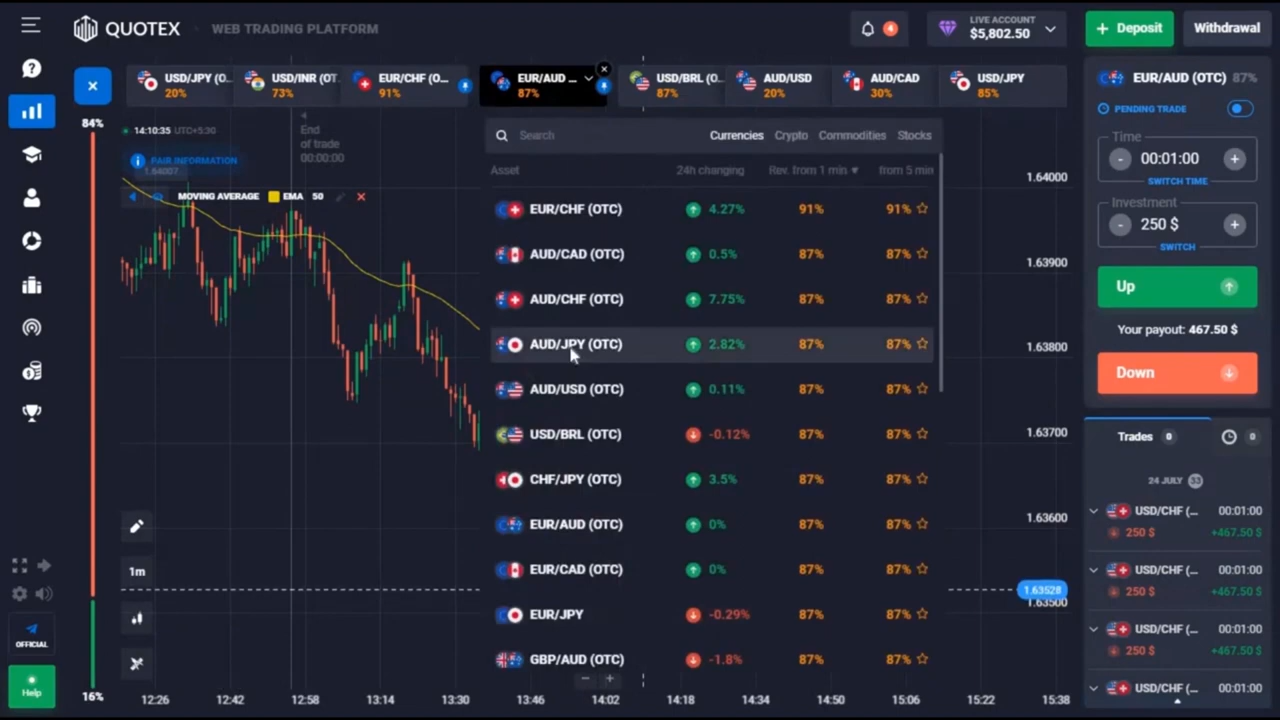 QUOTEX
WEB TRADING PLATFORM
4
LIVE ACCOUNT
$5,802.50
+ Deposit
Withdrawal
USD/JPY (O...
20%
USD/INR (OT
73%
EUR/CHF (O...
91%
EUR/AUD ...
87%
USD/BRL (O...
87%
AUD/USD
20%
AUD/CAD
30%
USD/JPY
85%
EUR/AUD (OTC) 87%
PENDING TRADE
Time
- 00:01:00 +
SWITCH TIME
Investment
- 250 $ +
SWITCH
Up
Your payout: 467.50 $
Down
84%
14:10:35 UTC+5:30
End
of trade
00:00:00
PAIR INFORMATION
1.64007
MOVING AVERAGE EMA 50
Search
Currencies Crypto Commodities Stocks
Asset 24h changing Rev. from 1 min from 5 min
EUR/CHF (OTC) 4.27% 91% 91%
AUD/CAD (OTC) 0.5% 87% 87%
AUD/CHF (OTC) 7.75% 87% 87%
AUD/JPY (OTC) 2.82% 87% 87%
AUD/USD (OTC) 0.11% 87% 87%
USD/BRL (OTC) -0.12% 87% 87%
CHF/JPY (OTC) 3.5% 87% 87%
EUR/AUD (OTC) 0% 87% 87%
EUR/CAD (OTC) 0% 87% 87%
EUR/JPY -0.29% 87% 87%
GBP/AUD (OTC) -1.8% 87% 87%
1.64000
1.63900
1.63800
1.63700
1.63600
1.63528
1.63500
Trades 0 0
24 JULY 33
USD/CHF (... 00:01:00
250 $ +467.50 $
USD/CHF (... 00:01:00
250 $ +467.50 $
USD/CHF (... 00:01:00
250 $ +467.50 $
USD/CHF (... 00:01:00
1m
OFFICIAL
Help
16%
- +
12:26 12:42 12:58 13:14 13:30 13:46 14:02 14:18 14:34 14:50 15:06 15:22 15:38